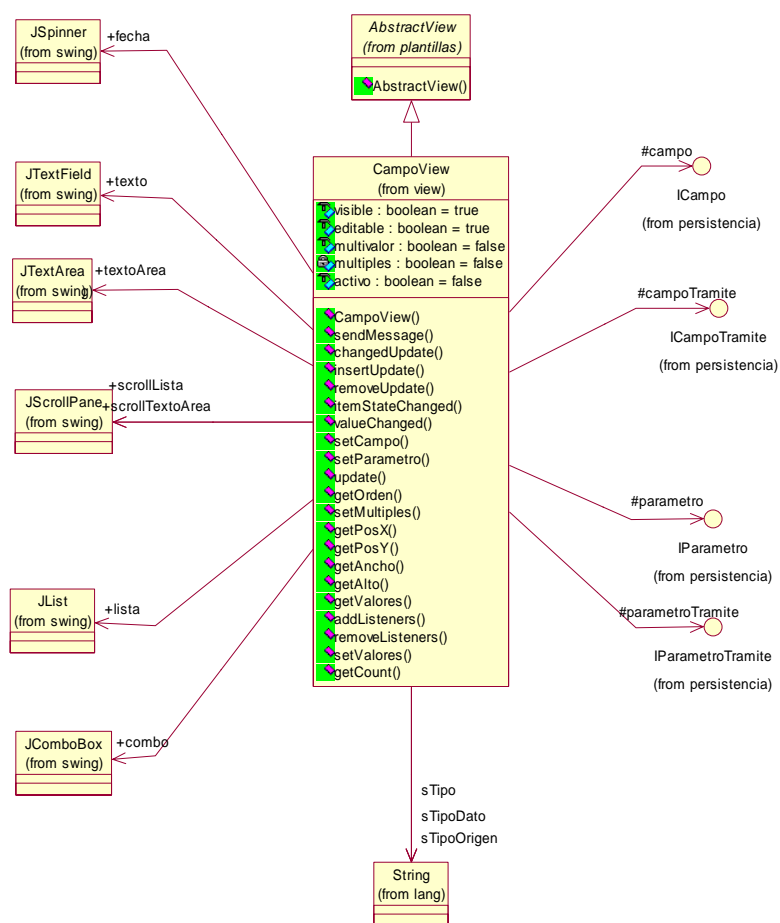 AbstractView
(from plantillas)
AbstractView()
JSpinner
(from swing)
+fecha
JTextField
(from swing)
+texto
JTextArea
(from swing)
+textoArea
JScrollPane
(from swing)
+scrollLista
+scrollTextoArea
JList
(from swing)
+lista
JComboBox
(from swing)
+combo
CampoView
(from view)
visible : boolean = true
editable : boolean = true
multivalor : boolean = false
multiples : boolean = false
activo : boolean = false
CampoView()
sendMessage()
changedUpdate()
insertUpdate()
removeUpdate()
itemStateChanged()
valueChanged()
setCampo()
setParametro()
update()
getOrden()
setMultiples()
getPosX()
getPosY()
getAncho()
getAlto()
getValores()
addListeners()
removeListeners()
setValores()
getCount()
#campo
ICampo
(from persistencia)
#campoTramite
ICampoTramite
(from persistencia)
#parametro
IParametro
(from persistencia)
#parametroTramite
IParametroTramite
(from persistencia)
sTipo
sTipoDato
sTipoOrigen
String
(from lang)